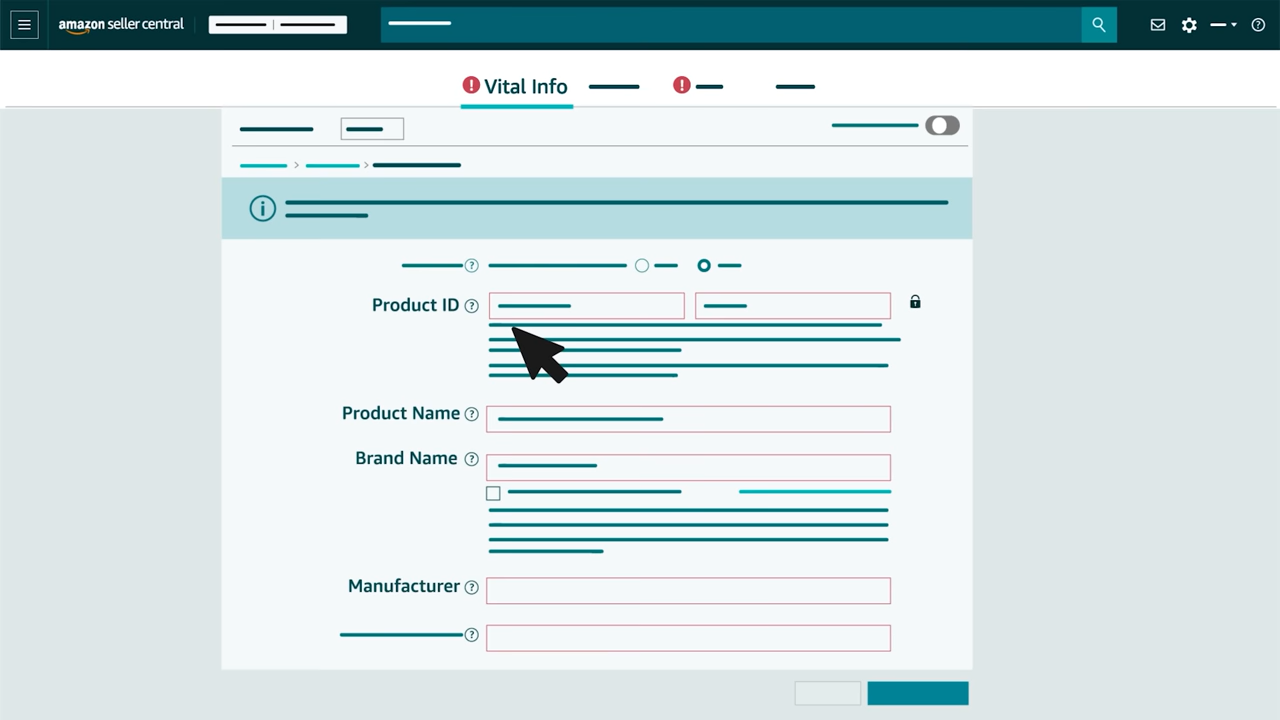 amazon seller central
Vital Info
Product ID
Product Name
Brand Name
Manufacturer